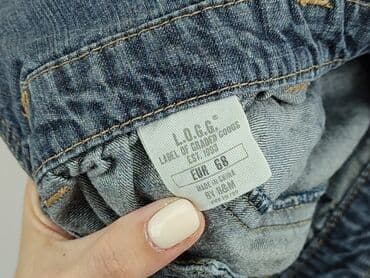 L.O.G.G.
LABEL OF GRADED GOODS
EST. 1993
EUR 68
MADE IN CHINA
BY H&M